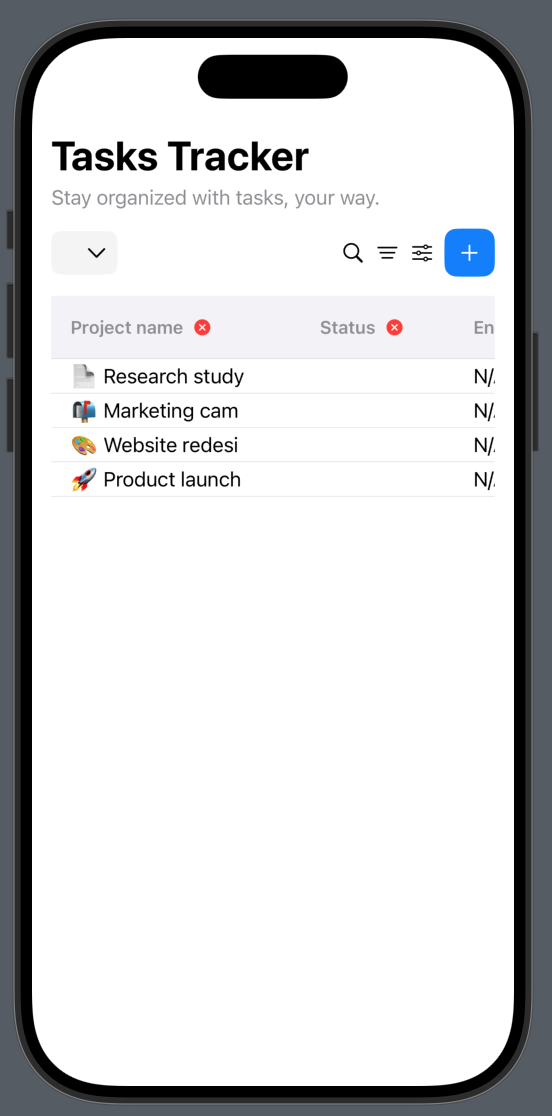 Tasks Tracker
Stay organized with tasks, your way.
Project name Status En
Research study N/
Marketing cam N/
Website redesi N/
Product launch N/